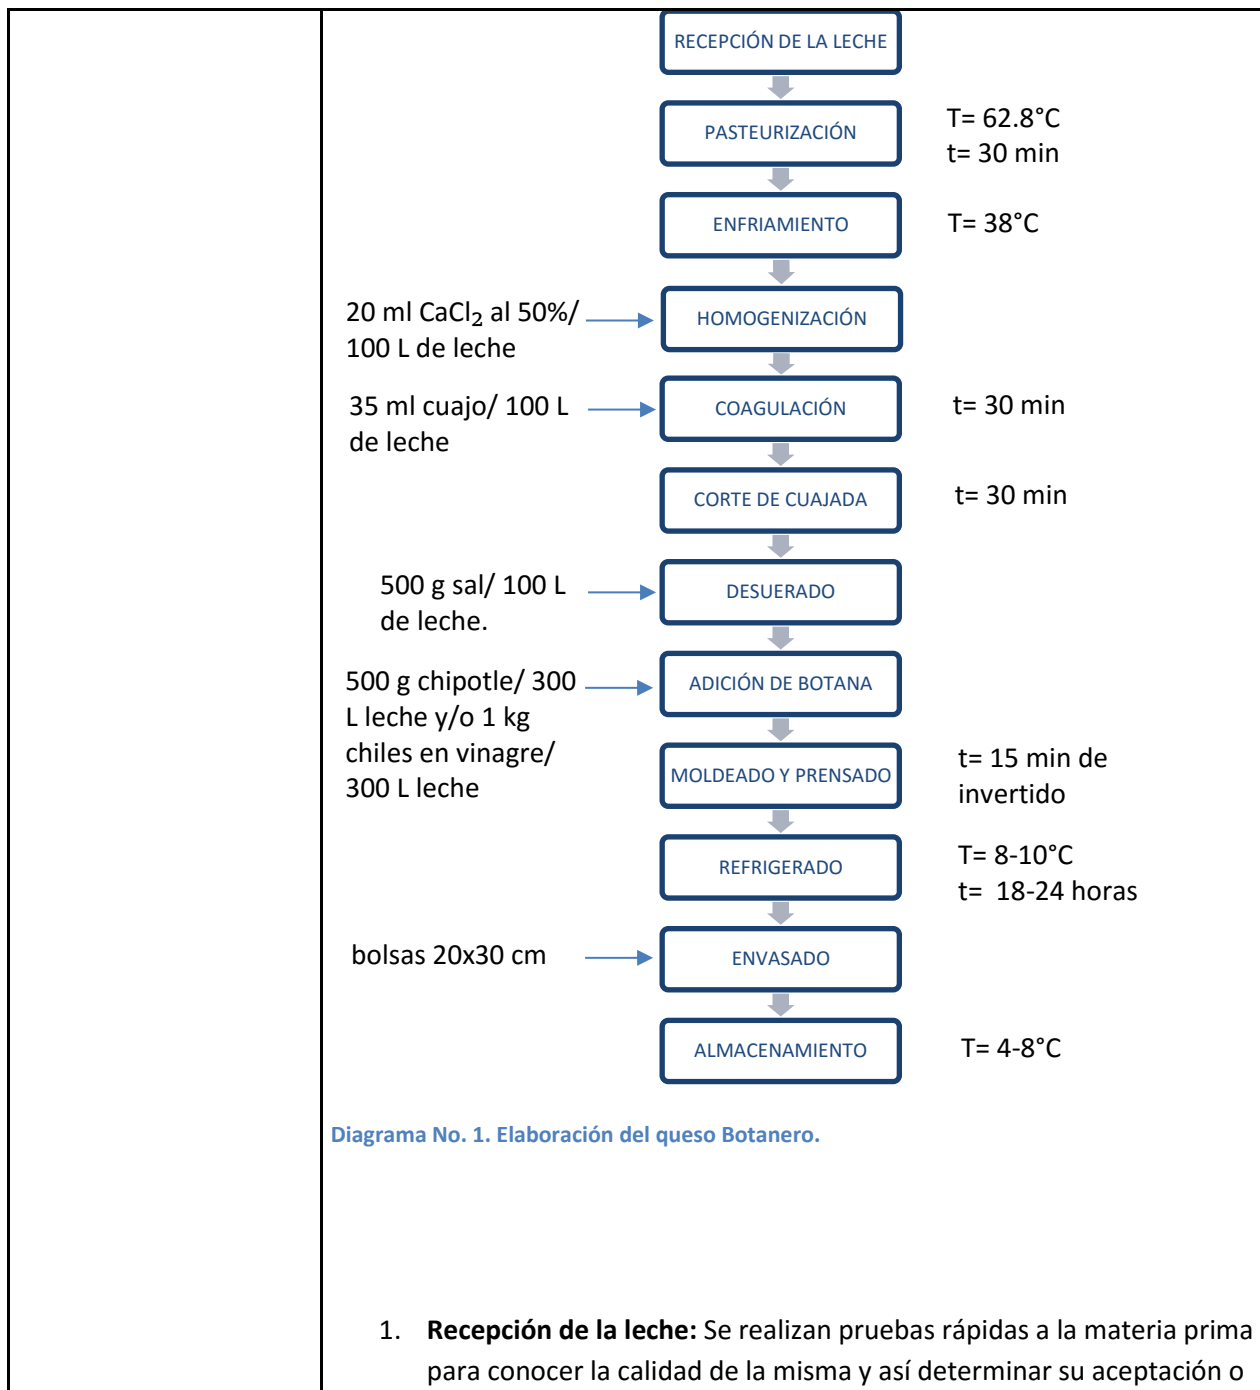 RECEPCIÓN DE LA LECHE
PASTEURIZACIÓN
T= 62.8°C
t= 30 min
ENFRIAMIENTO
T= 38°C
20 ml CaCl₂ al 50%/
100 L de leche
HOMOGENIZACIÓN
35 ml cuajo/ 100 L
de leche
COAGULACIÓN
t= 30 min
CORTE DE CUAJADA
t= 30 min
500 g sal/ 100 L
de leche.
DESUERADO
500 g chipotle/ 300
L leche y/o 1 kg
chiles en vinagre/
300 L leche
ADICIÓN DE BOTANA
MOLDEADO Y PRENSADO
t= 15 min de
invertido
REFRIGERADO
T= 8-10°C
t= 18-24 horas
bolsas 20x30 cm
ENVASADO
ALMACENAMIENTO
T= 4-8°C
Diagrama No. 1. Elaboración del queso Botanero.
1. Recepción de la leche: Se realizan pruebas rápidas a la materia prima
para conocer la calidad de la misma y así determinar su aceptación o